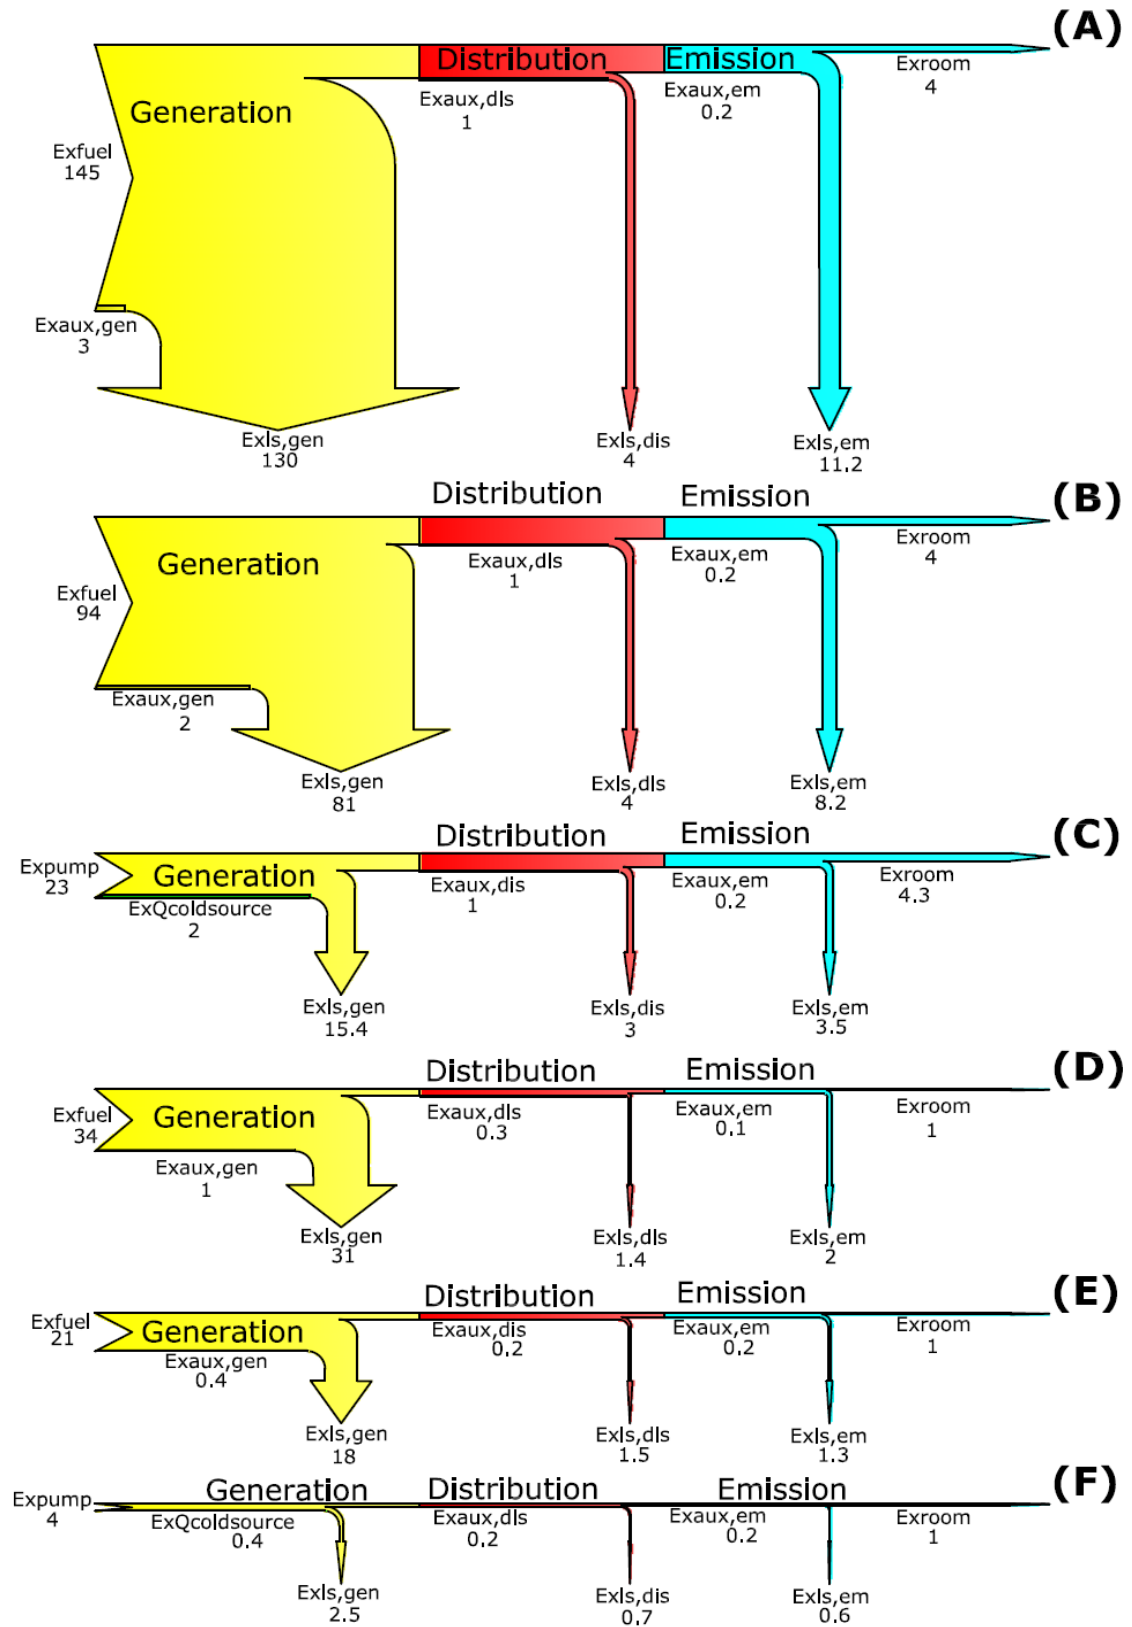 (A)
Distribution
Emission
Exroom
4
Exaux,dls
1
Exaux,em
0.2
Generation
Exfuel
145
Exaux,gen
3
Exls,gen
130
Exls,dis
4
Exls,em
11.2
(B)
Distribution
Emission
Exroom
4
Generation
Exaux,dls
1
Exaux,em
0.2
Exfuel
94
Exaux,gen
2
Exls,gen
81
Exls,dls
4
Exls,em
8.2
(C)
Distribution
Emission
Expump
23
Generation
Exaux,dis
1
Exaux,em
0.2
Exroom
4.3
ExQcoldsource
2
Exls,gen
15.4
Exls,dis
3
Exls,em
3.5
(D)
Distribution
Emission
Exfuel
34
Generation
Exaux,dls
0.3
Exaux,em
0.1
Exroom
1
Exaux,gen
1
Exls,gen
31
Exls,dls
1.4
Exls,em
2
(E)
Distribution
Emission
Exfuel
21
Generation
Exaux,dis
0.2
Exaux,em
0.2
Exroom
1
Exaux,gen
0.4
Exls,gen
18
Exls,dls
1.5
Exls,em
1.3
(F)
Generation
Distribution
Emission
Expump
4
ExQcoldsource
0.4
Exaux,dls
0.2
Exaux,em
0.2
Exroom
1
Exls,gen
2.5
Exls,dis
0.7
Exls,em
0.6